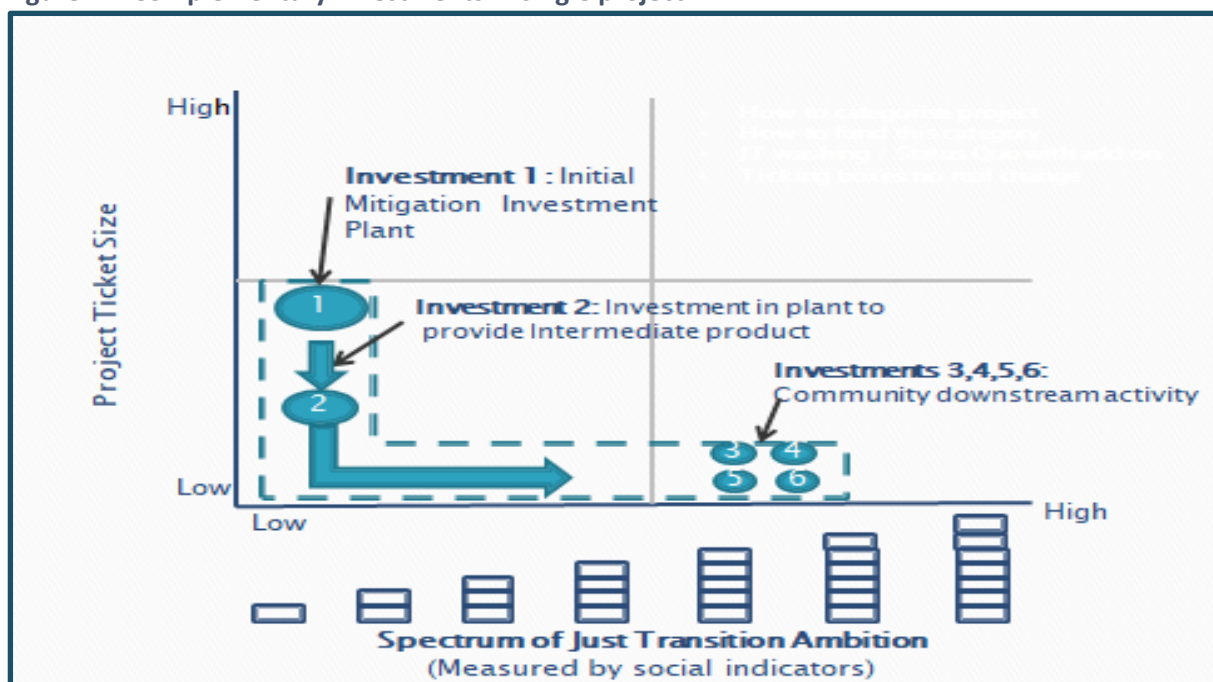 High
Investment 1: Initial
Mitigation Investment
Plant
Project Ticket Size
1
Investment 2: Investment in plant to
provide Intermediate product
Investments 3,4,5,6:
Community downstream activity
2
3 4
5 6
Low
Low
High
Spectrum of Just Transition Ambition
(Measured by social indicators)